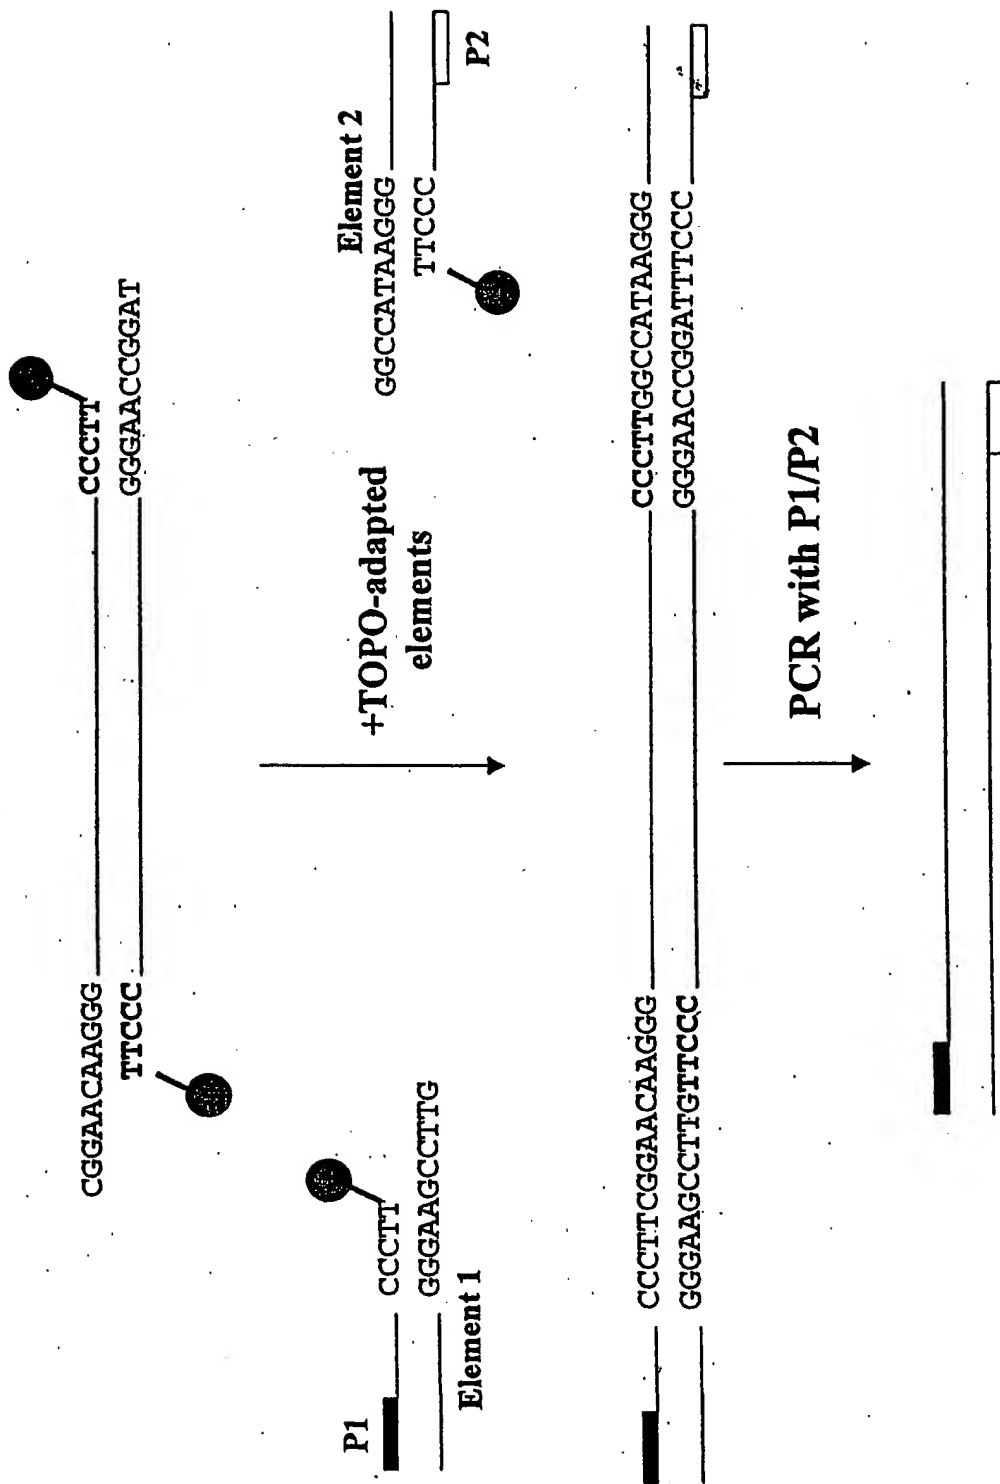 CGGAACAAGGG CCCTT
TTCCC GGGAACCGGAT
P1 CCCTT
GGGAAGCCTTG
Element 1
+TOPO-adapted
elements
Element 2
GGCCATAAGGG
TTCCC
P2
CCCTTCGGAACAAGGG CCCTTGGCCATAAGGG
GGGAAGCCTTGTTCCC GGGAACCGGATTTCCC
PCR with P1/P2